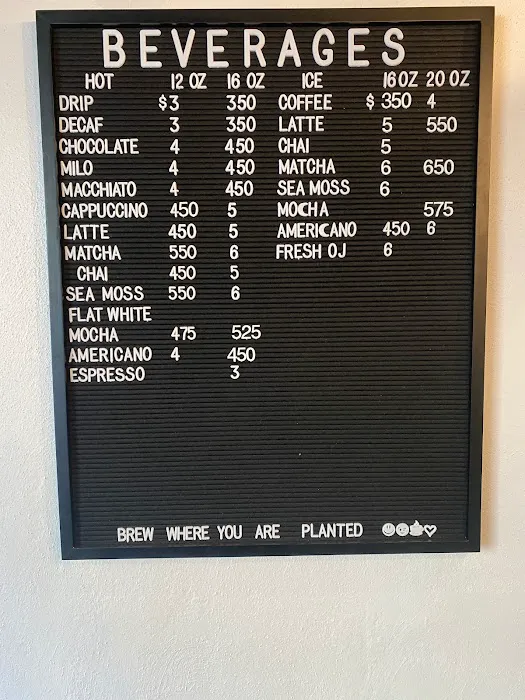 BEVERAGES
HOT 12 OZ 16 OZ ICE 16OZ 20 OZ
DRIP $3 350 COFFEE $ 350 4
DECAF 3 350 LATTE 5 550
CHOCOLATE 4 450 CHAI 5
MILO 4 450 MATCHA 6 650
MACCHIATO 4 450 SEA MOSS 6
CAPPUCCINO 450 5 MOCHA 575
LATTE 450 5 AMERICANO 450 6
MATCHA 550 6 FRESH OJ 6
CHAI 450 5
SEA MOSS 550 6
FLAT WHITE
MOCHA 475 525
AMERICANO 4 450
ESPRESSO 3
BREW WHERE YOU ARE PLANTED